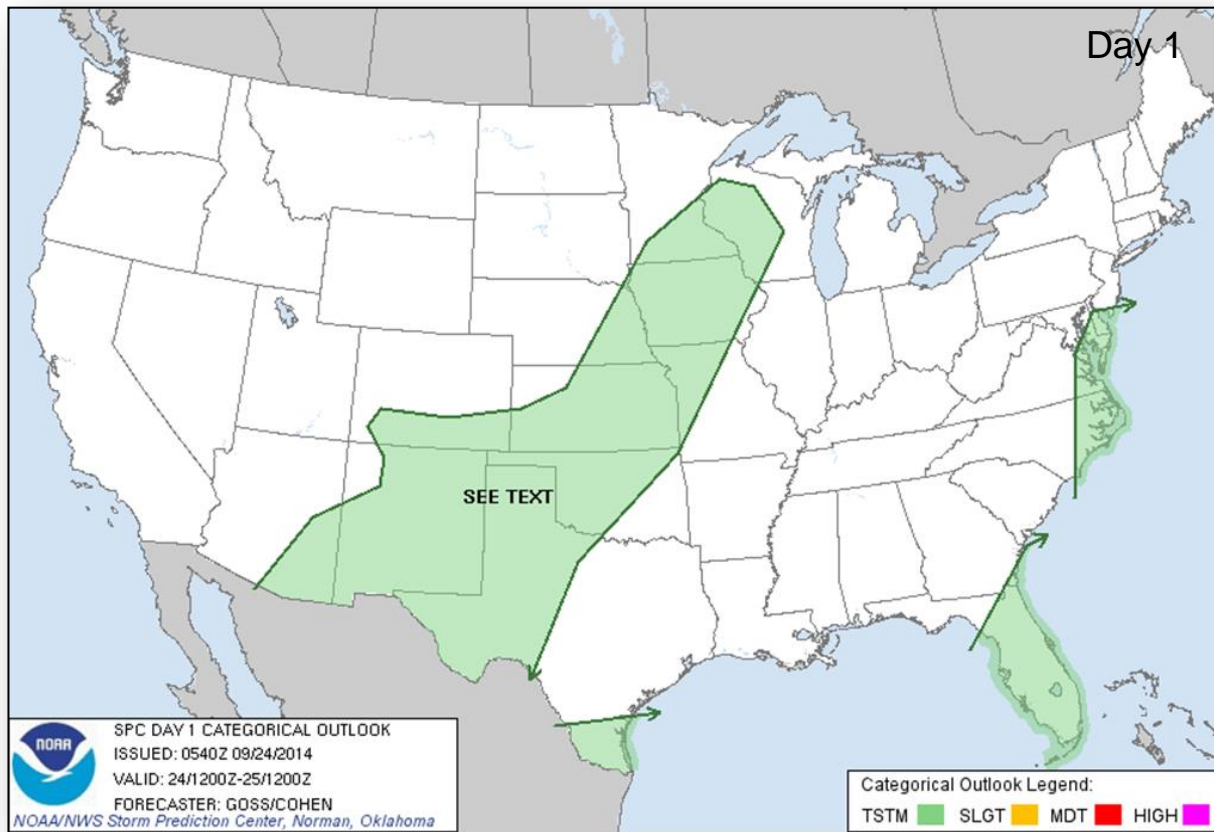 Day 1
SEE TEXT
NOAA
SPC DAY 1 CATEGORICAL OUTLOOK
ISSUED: 0540Z 09/24/2014
VALID: 24/1200Z-25/1200Z
FORECASTER: GOSS/COHEN
NOAA/NWS Storm Prediction Center, Norman, Oklahoma
Categorical Outlook Legend:
TSTM SLGT MDT HIGH